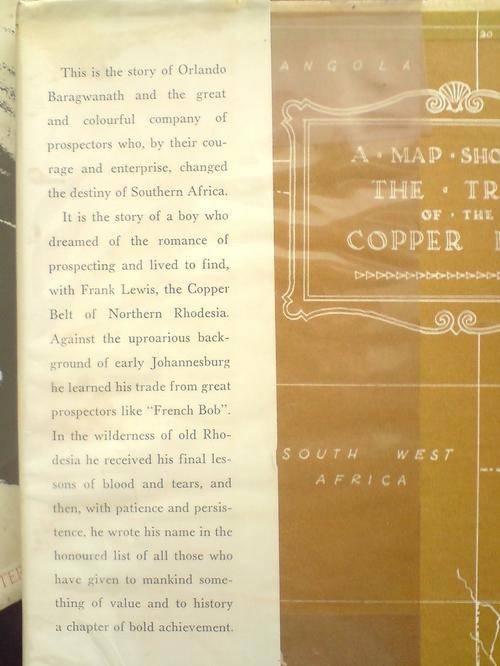 This is the story of Orlando
Baragwanath and the great
and colourful company of
prospectors who, by their cou-
rage and enterprise, changed
the destiny of Southern Africa.
It is the story of a boy who
dreamed of the romance of
prospecting and lived to find,
with Frank Lewis, the Copper
Belt of Northern Rhodesia.
Against the uproarious back-
ground of early Johannesburg
he learned his trade from great
prospectors like "French Bob".
In the wilderness of old Rho-
desia he received his final les-
sons of blood and tears, and
then, with patience and persis-
tence, he wrote his name in the
honoured list of all those who
have given to mankind some-
thing of value and to history
a chapter of bold achievement.
20
ANGOLA
A · MAP · SHO
THE · TR
OF · THE
COPPER
SOUTH WEST
AFRICA
TER